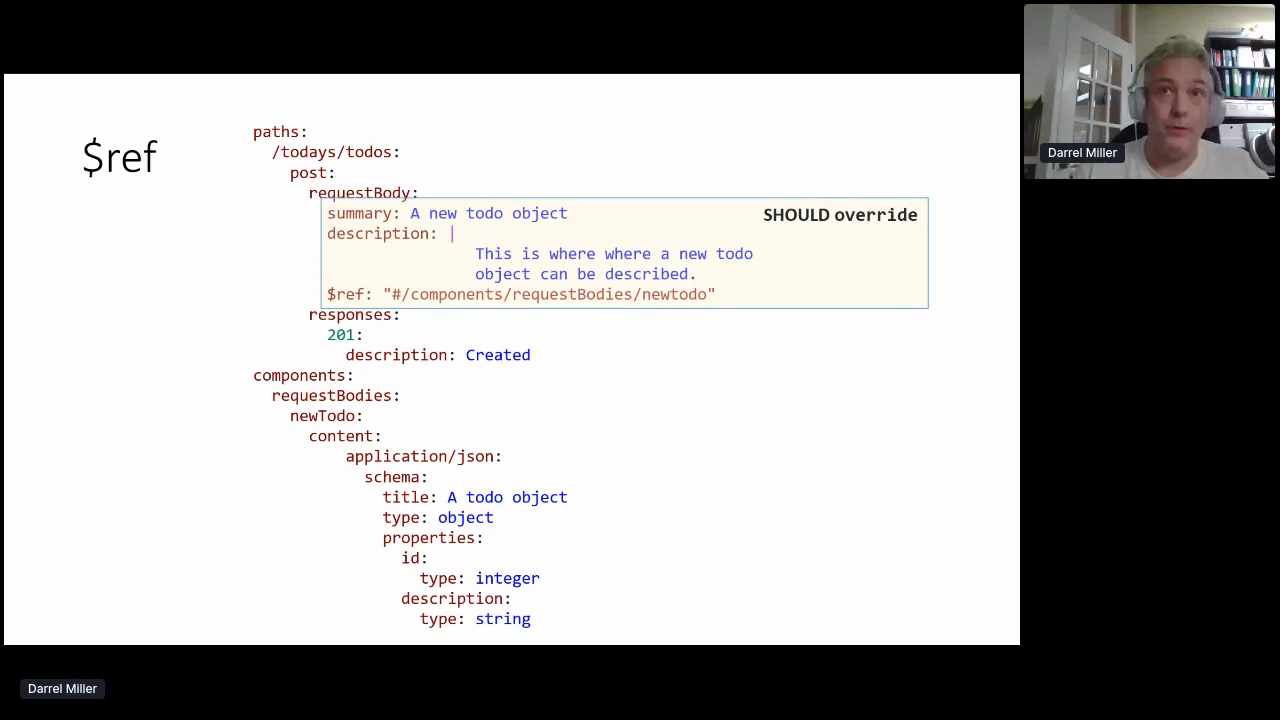 $ref
paths:
/todays/todos:
post:
requestBody:
summary: A new todo object
SHOULD override
description: |
This is where where a new todo
object can be described.
$ref: "#/components/requestBodies/newtodo"
responses:
201:
description: Created
components:
requestBodies:
newTodo:
content:
application/json:
schema:
title: A todo object
type: object
properties:
id:
type: integer
description:
type: string
Darrel Miller
Darrel Miller